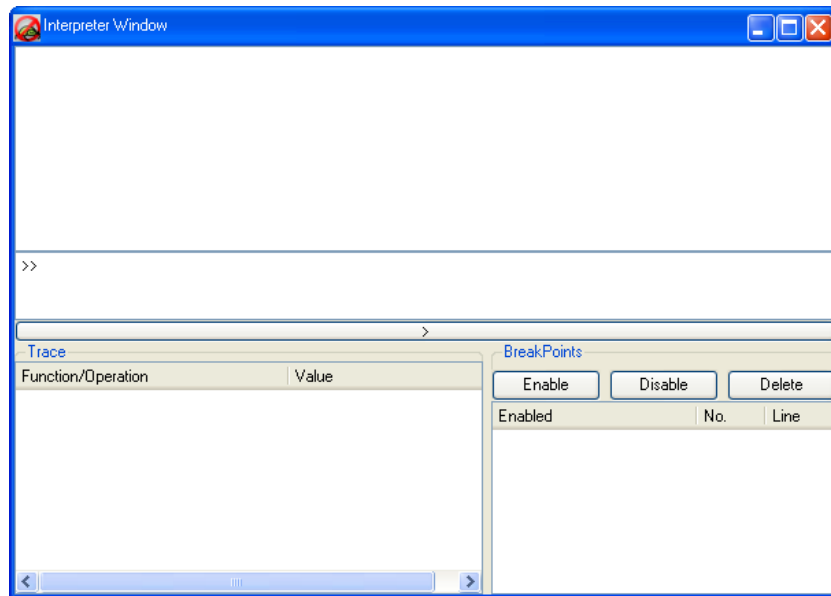 Interpreter Window
>>
>
Trace
BreakPoints
Enable Disable Delete
Function/Operation Value
Enabled No. Line